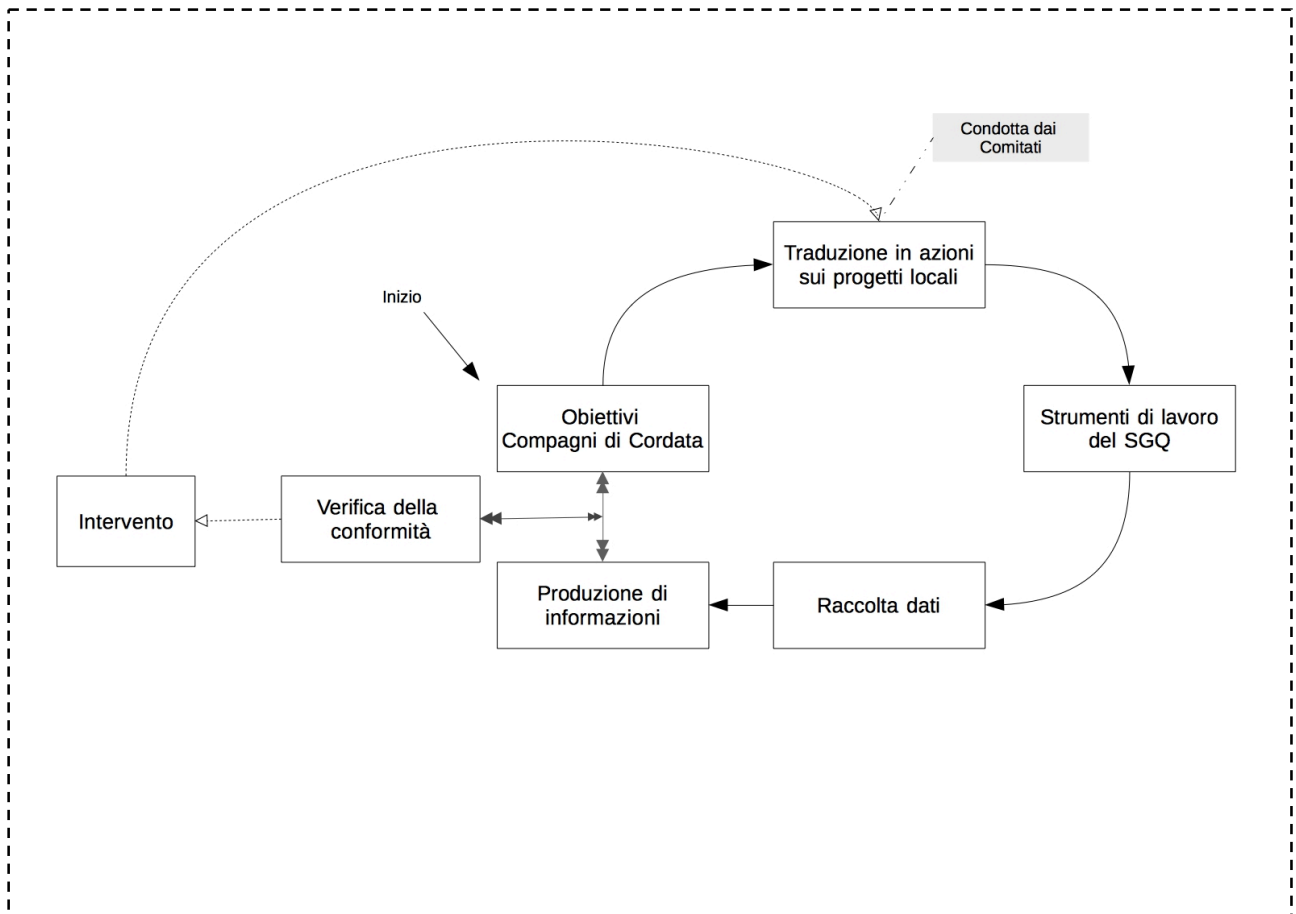 Condotta dai
Comitati
Traduzione in azioni
sui progetti locali
Inizio
Obiettivi
Compagni di Cordata
Strumenti di lavoro
del SGQ
Intervento
Verifica della
conformità
Produzione di
informazioni
Raccolta dati